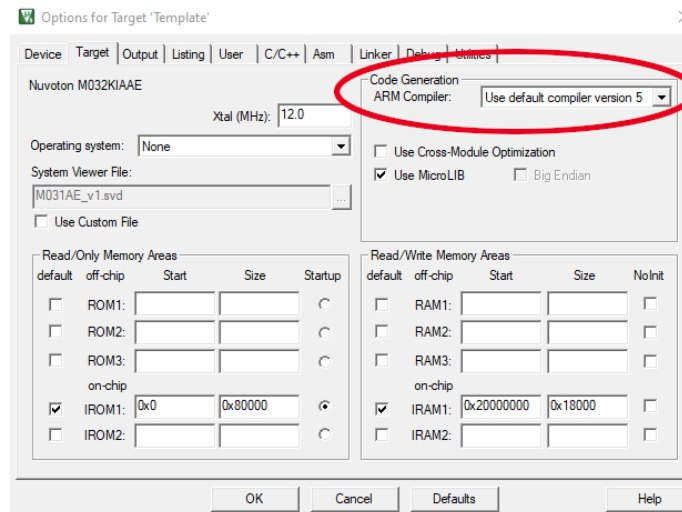 Options for Target 'Template'
Device Target Output Listing User C/C++ Asm Linker Debug Utilities
Nuvoton M032KIAAE
Xtal (MHz): 12.0
Operating system: None
System Viewer File:
M031AE_v1.svd
...
Use Custom File
Code Generation
ARM Compiler: Use default compiler version 5
Use Cross-Module Optimization
Use MicroLIB Big Endian
Read/Only Memory Areas
default off-chip Start Size Startup
ROM1:
ROM2:
ROM3:
on-chip
IROM1: 0x0 0x80000
IROM2:
Read/Write Memory Areas
default off-chip Start Size NoInit
RAM1:
RAM2:
RAM3:
on-chip
IRAM1: 0x20000000 0x18000
IRAM2:
OK Cancel Defaults Help